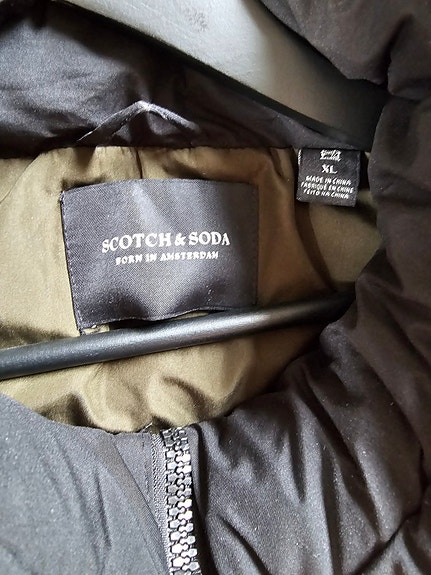 SCOTCH & SODA
BORN IN AMSTERDAM
XL
MADE IN CHINA
FABRIQUÉ EN CHINE
FEITO NA CHINA